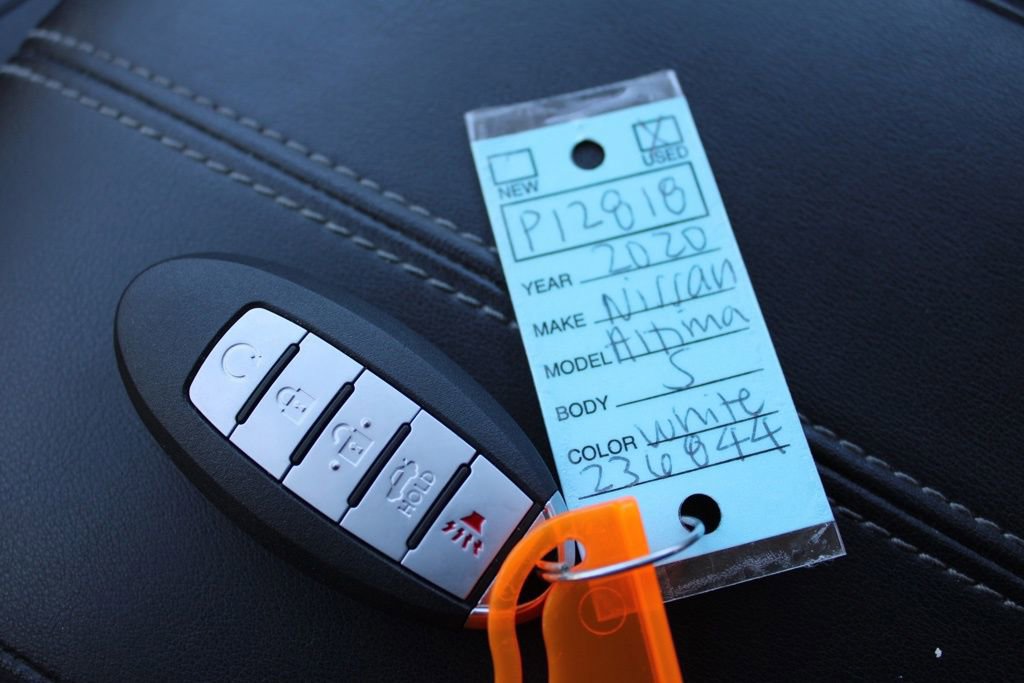 NEW
USED
P12818
YEAR 2020
MAKE Nissan
MODEL Altima
BODY S
COLOR White
236844
HOLD